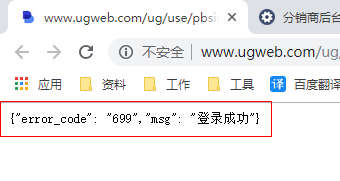 www.ugweb.com/ug/use/pbsi
分销商后台
不安全 www.ugweb.com/ug
应用 资料 工作 工具 译 百度翻译
{"error_code": "699","msg": "登录成功"}